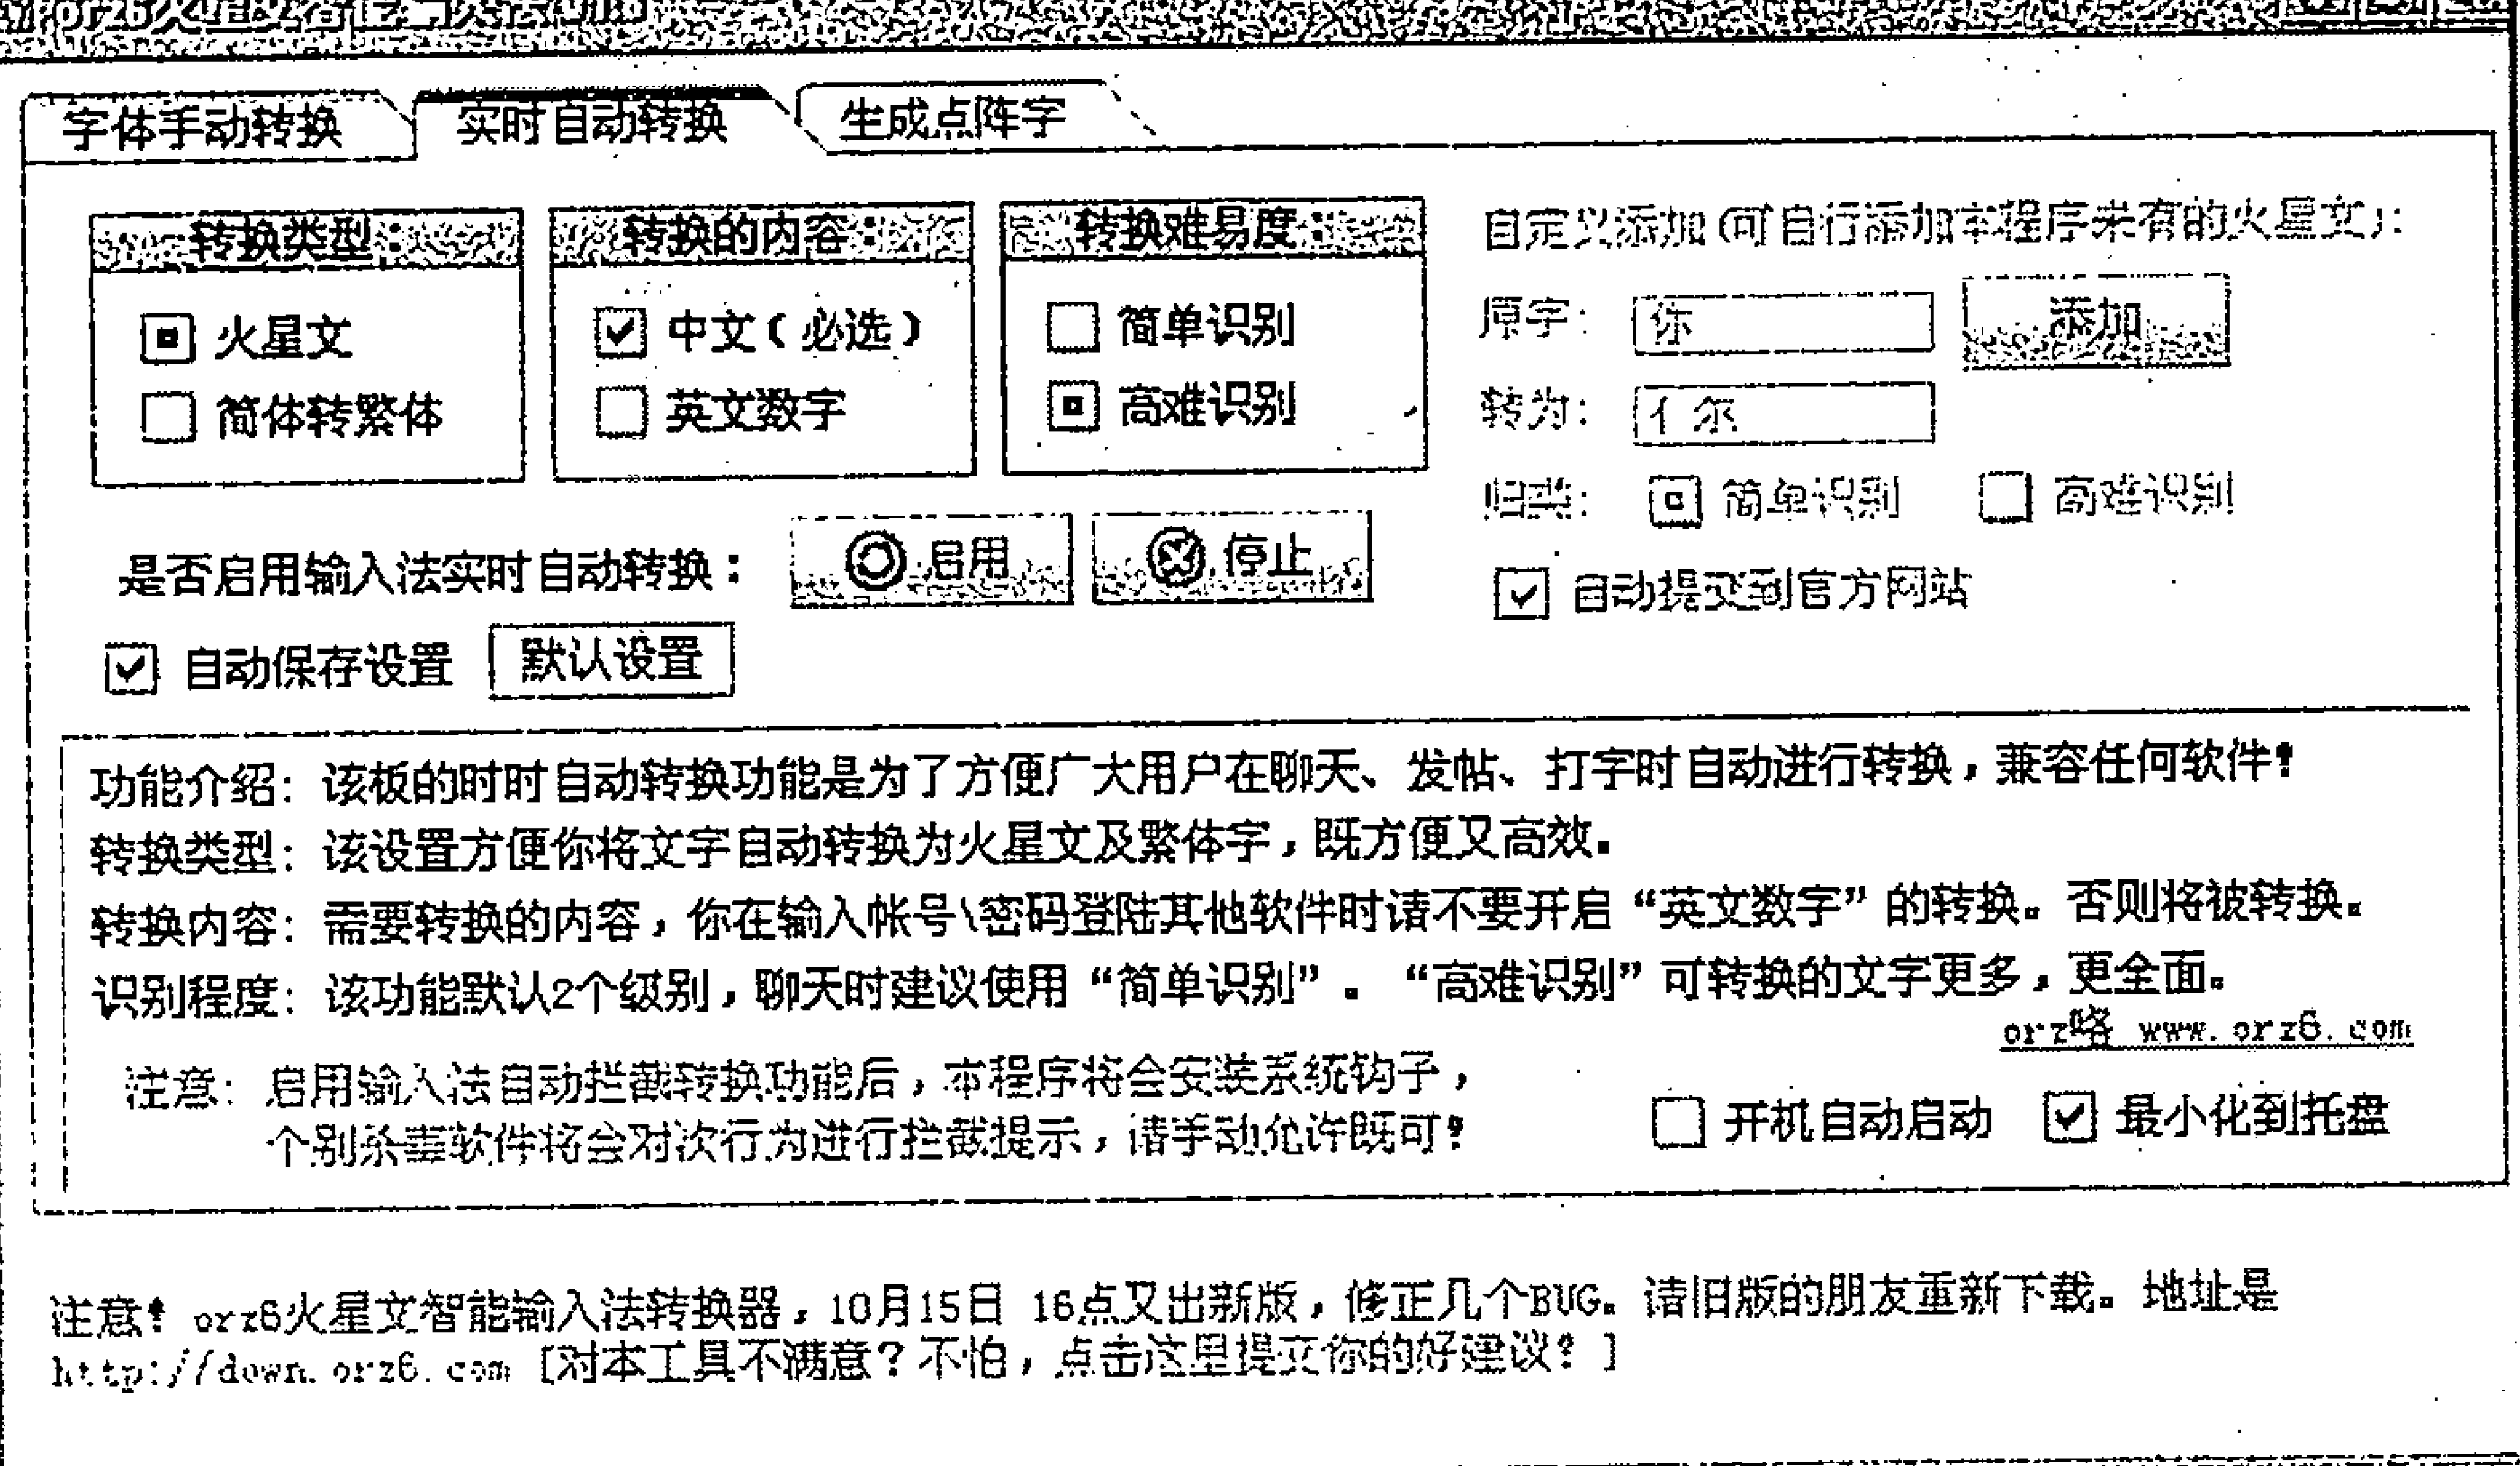 字体手动转换 实时自动转换 生成点阵字
转换类型： 转换的内容： 转换难易度：
火星文
简体转繁体
中文（必选）
英文数字
简单识别
高难识别
自定义添加(可自行添加本程序未有的火星文)：
原字： 你 添加
转为： 亻尔
归类： 简单识别 高难识别
自动提交到官方网站
是否启用输入法实时自动转换： 启用 停止
自动保存设置 默认设置
功能介绍：该板的时时自动转换功能是为了方便广大用户在聊天、发帖、打字时自动进行转换，兼容任何软件！
转换类型：该设置方便你将文字自动转换为火星文及繁体字，既方便又高效.
转换内容：需要转换的内容，你在输入帐号\密码登陆其他软件时请不要开启“英文数字”的转换。否则将被转换。
识别程度：该功能默认2个级别，聊天时建议使用“简单识别”. “高难识别”可转换的文字更多，更全面。
orz咯 www.orz6.com
注意：启用输入法自动拦截转换功能后，本程序将会安装系统钩子，
个别杀毒软件将会对次行为进行拦截提示，请手动允许既可！
开机自动启动 最小化到托盘
注意！orz6火星文智能输入法转换器，10月15日 16点又出新版，修正几个BUG。请旧版的朋友重新下载。地址是
http://down.orz6.com [对本工具不满意？不怕，点击这里提交你的好建议！]